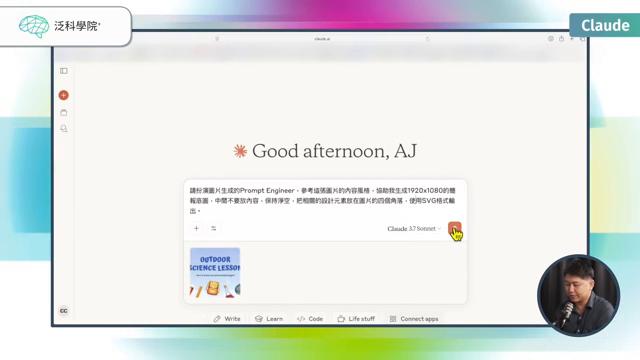 泛科學院+
Claude
claude.ai
Good afternoon, AJ
請扮演圖片生成的Prompt Engineer，參考這張圖片的內容風格，協助我生成1920x1080的簡
報底圖，中間不要放內容，保持淨空，把相關的設計元素放在圖片的四個角落，使用SVG格式輸
出。
Claude 3.7 Sonnet
OUTDOOR
SCIENCE LESSON
CC
Write
Learn
Code
Life stuff
Connect apps